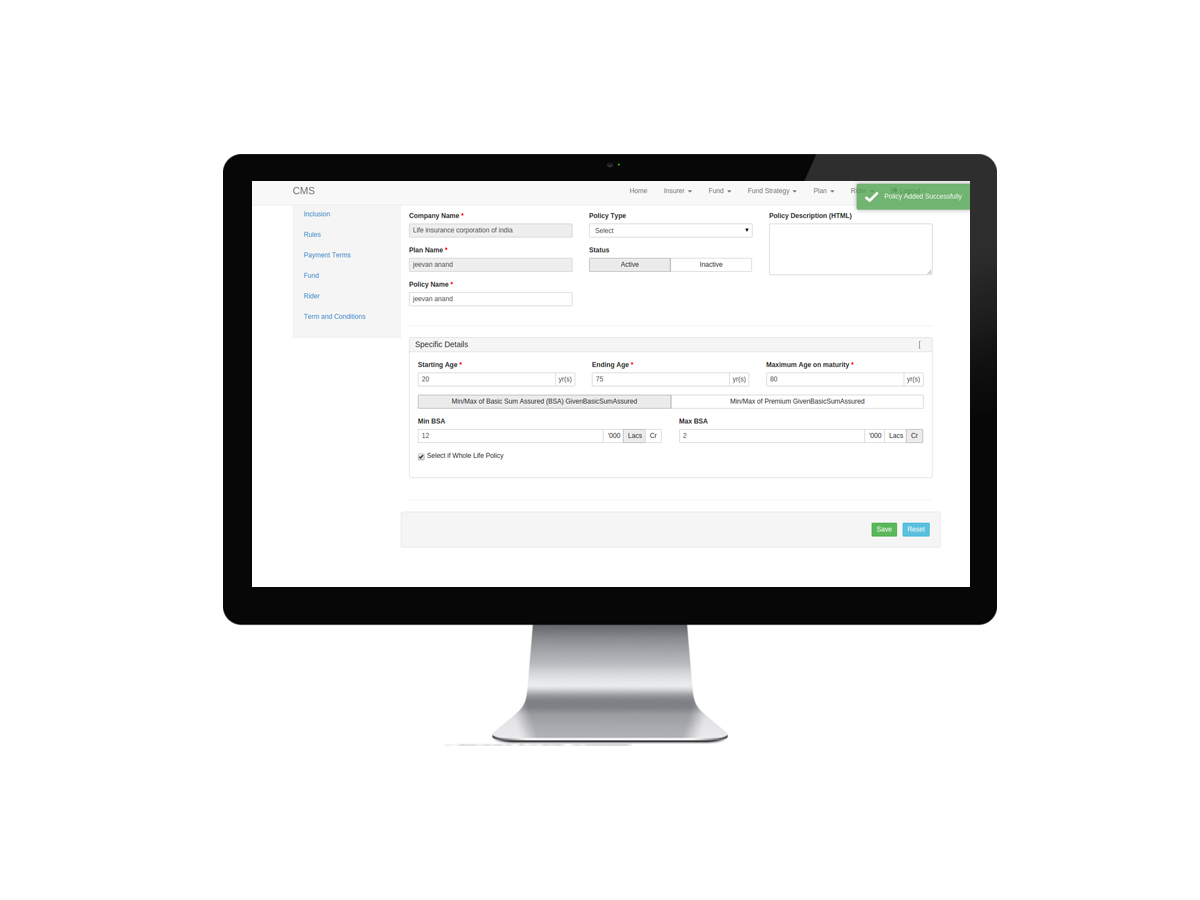 CMS
Home Insurer Fund Fund Strategy Plan
Policy Added Successfully
Inclusion
Rules
Payment Terms
Fund
Rider
Term and Conditions
Company Name *
Life insurance corporation of india
Policy Type
Select
Policy Description (HTML)
Plan Name *
jeevan anand
Status
Active Inactive
Policy Name *
jeevan anand
Specific Details [
Starting Age *
20 yr(s)
Ending Age *
75 yr(s)
Maximum Age on maturity *
80 yr(s)
Min/Max of Basic Sum Assured (BSA) GivenBasicSumAssured Min/Max of Premium GivenBasicSumAssured
Min BSA
12 '000 Lacs Cr
Max BSA
2 '000 Lacs Cr
Select if Whole Life Policy
Save Reset